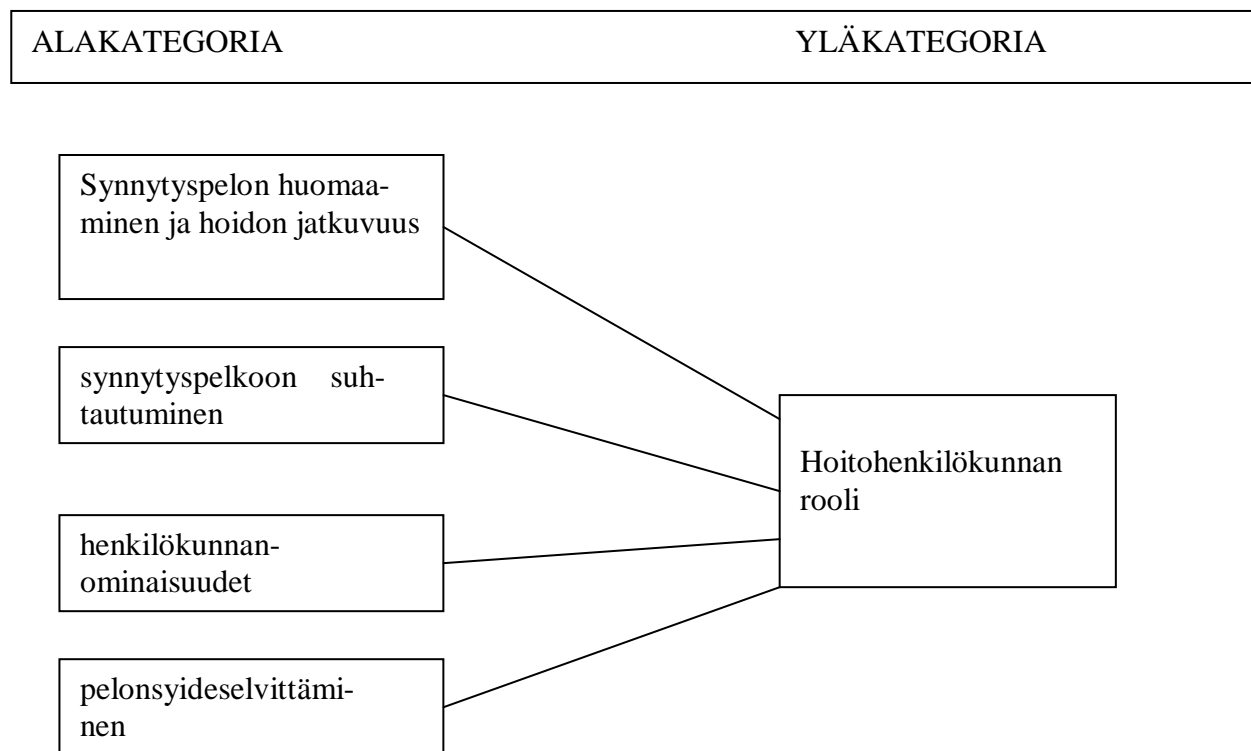 ALAKATEGORIA YLÄKATEGORIA
Synnytyspelon huomaa-
minen ja hoidon jatkuvuus
synnytyspelkoon suh-
tautuminen
Hoitohenkilökunnan
rooli
henkilökunnan-
ominaisuudet
pelonsyideselvittämi-
nen